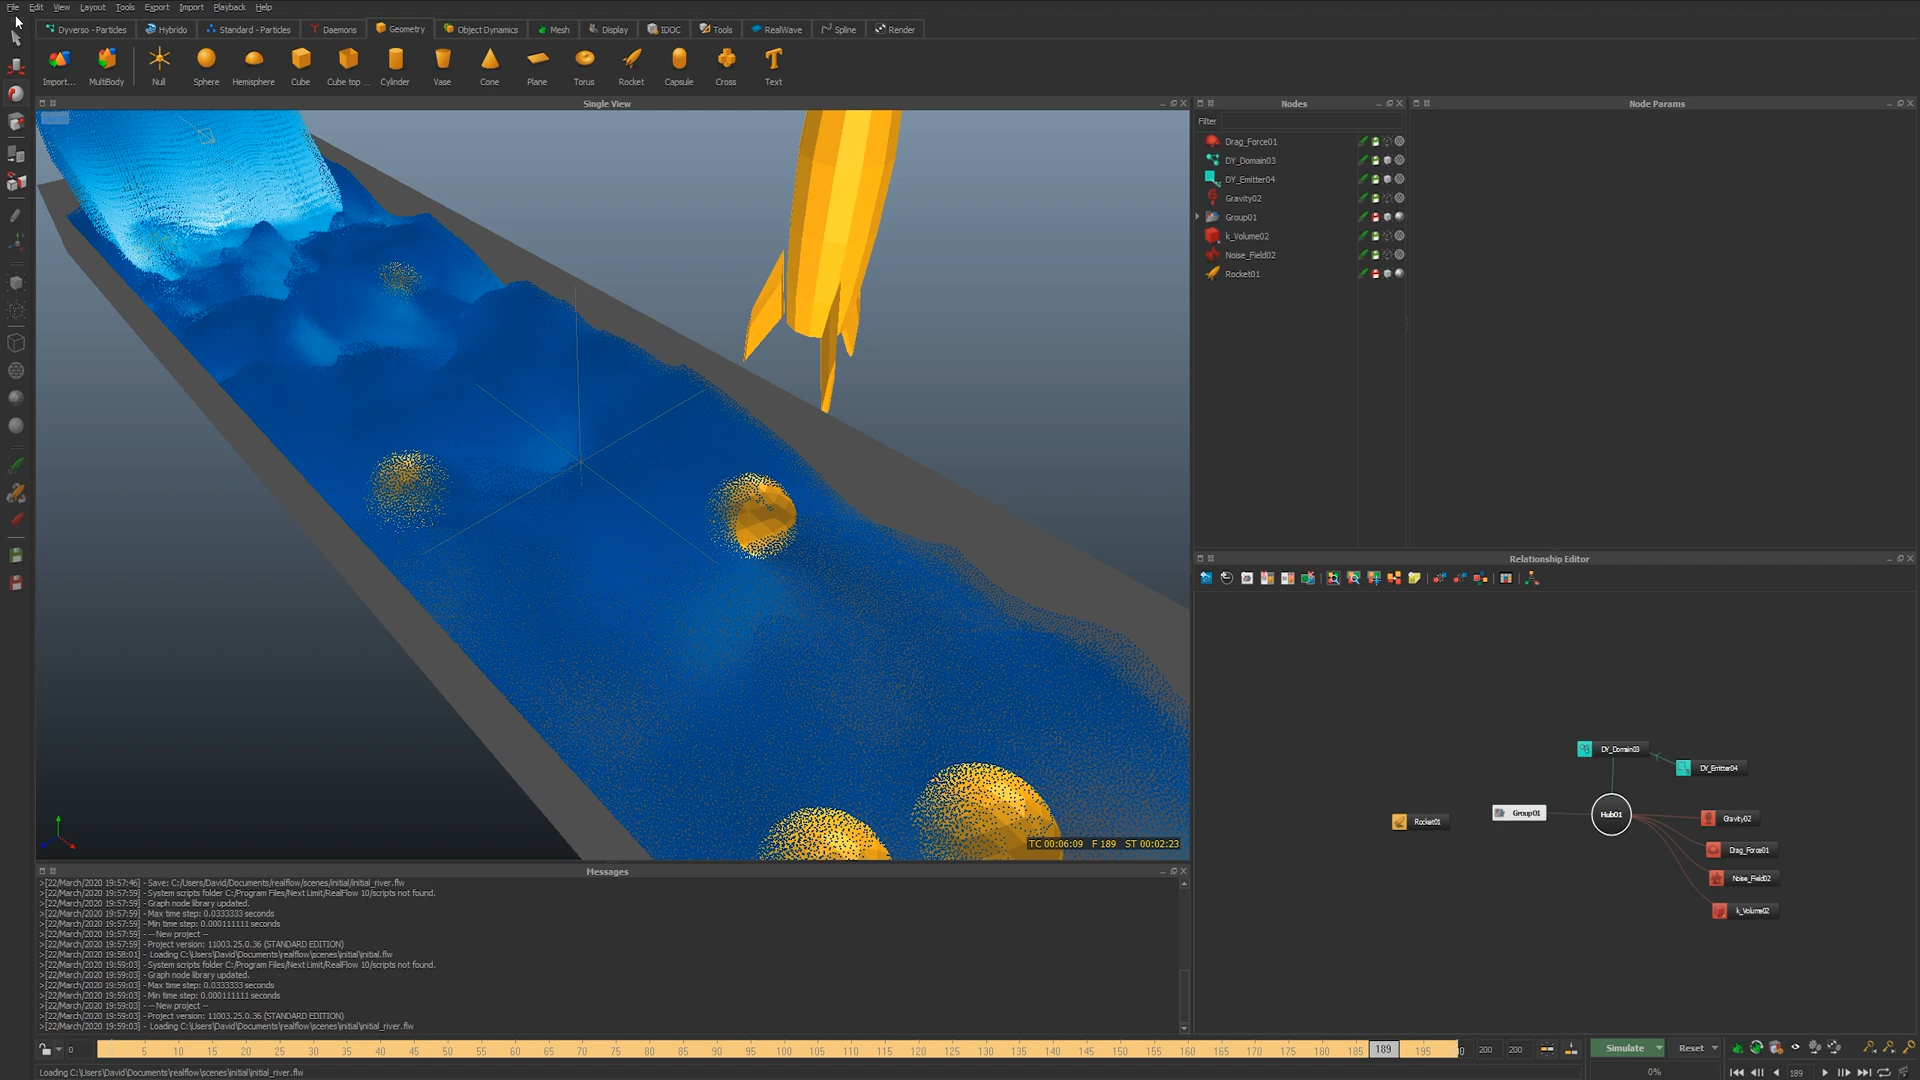 File Edit View Layout Tools Export Import Playback Help
Dyverso - Particles Hybrido Standard - Particles Daemons Geometry Object Dynamics Mesh Display IDOC Tools RealWave Spline Render
Import... MultiBody Null Sphere Hemisphere Cube Cube top ... Cylinder Vase Cone Plane Torus Rocket Capsule Cross Text
Single View
Nodes
Node Params
Filter
Drag_Force01
DY_Domain03
DY_Emitter04
Gravity02
Group01
k_Volume02
Noise_Field02
Rocket01
TC 00:06:09 F 189 ST 00:02:23
Relationship Editor
DY_Domain03
DY_Emitter04
Group01
Hub01
Gravity02
Rocket01
Drag_Force01
Noise_Field02
k_Volume02
Messages
>[22/March/2020 19:57:46] - Save: C:/Users/David/Documents/realflow/scenes/initial/initial_river.flw
>[22/March/2020 19:57:59] - System scripts folder C:/Program Files/Next Limit/RealFlow 10/scripts not found.
>[22/March/2020 19:57:59] - Graph node library updated.
>[22/March/2020 19:57:59] - Max time step: 0.0333333 seconds
>[22/March/2020 19:57:59] - Min time step: 0.000111111 seconds
>[22/March/2020 19:57:59] - -- New project --
>[22/March/2020 19:57:59] - Project version: 11003.25.0.36 (STANDARD EDITION)
>[22/March/2020 19:58:01] - Loading C:\Users\David\Documents\realflow\scenes\initial\initial.flw
>[22/March/2020 19:59:03] - System scripts folder C:/Program Files/Next Limit/RealFlow 10/scripts not found.
>[22/March/2020 19:59:03] - Graph node library updated.
>[22/March/2020 19:59:03] - Max time step: 0.0333333 seconds
>[22/March/2020 19:59:03] - Min time step: 0.000111111 seconds
>[22/March/2020 19:59:03] - -- New project --
>[22/March/2020 19:59:03] - Project version: 11003.25.0.36 (STANDARD EDITION)
>[22/March/2020 19:59:03] - Loading C:\Users\David\Documents\realflow\scenes\initial\initial_river.flw
0 5 10 15 20 25 30 35 40 45 50 55 60 65 70 75 80 85 90 95 100 105 110 115 120 125 130 135 140 145 150 155 160 165 170 175 180 185 189 195 200 200
Simulate Reset
Loading C:\Users\David\Documents\realflow\scenes\initial\initial_river.flw
0% 189